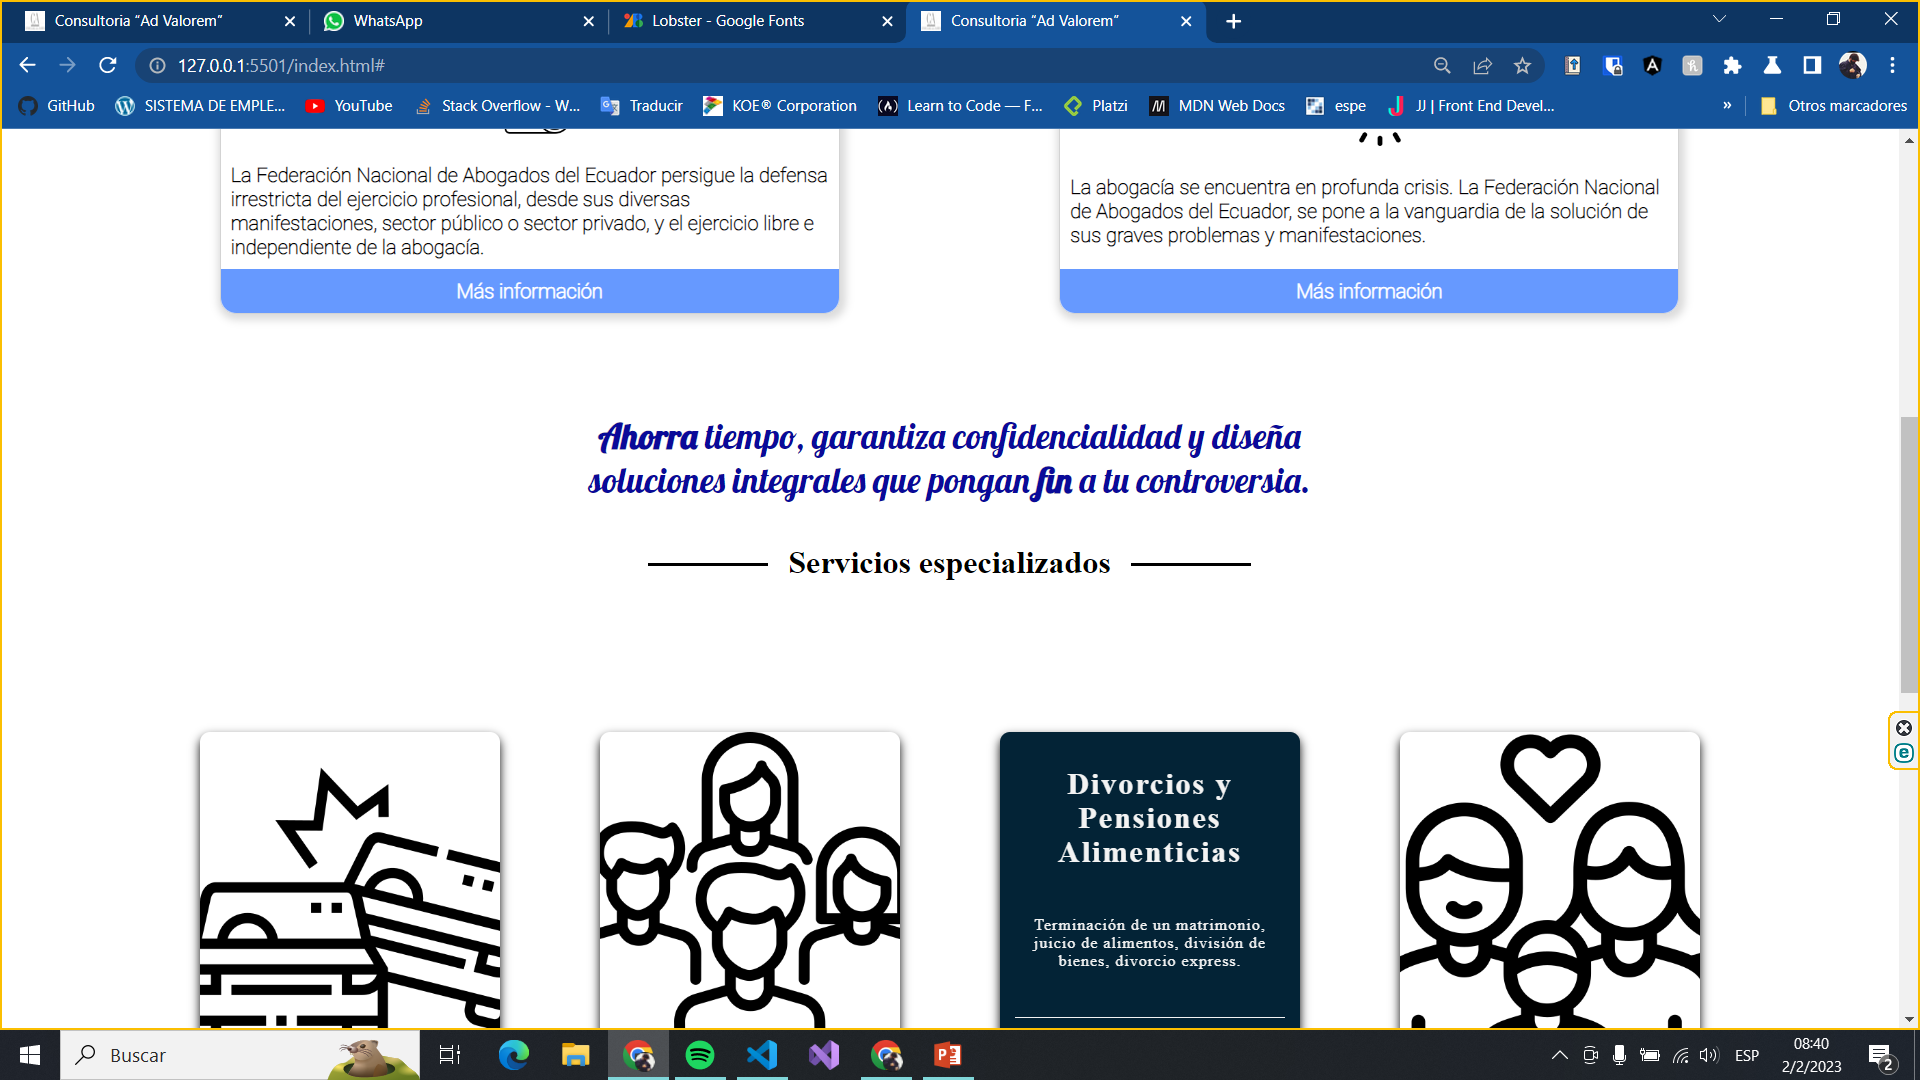 Consultoria “Ad Valorem”
WhatsApp
Lobster - Google Fonts
Consultoria “Ad Valorem”
127.0.0.1:5501/index.html#
GitHub
SISTEMA DE EMPLE...
YouTube
Stack Overflow - W...
Traducir
KOE® Corporation
Learn to Code — F...
Platzi
MDN Web Docs
espe
JJ | Front End Devel...
»
Otros marcadores
La Federación Nacional de Abogados del Ecuador persigue la defensa
irrestricta del ejercicio profesional, desde sus diversas
manifestaciones, sector público o sector privado, y el ejercicio libre e
independiente de la abogacía.
Más información
La abogacía se encuentra en profunda crisis. La Federación Nacional
de Abogados del Ecuador, se pone a la vanguardia de la solución de
sus graves problemas y manifestaciones.
Más información
Ahorra tiempo, garantiza confidencialidad y diseña
soluciones integrales que pongan fin a tu controversia.
Servicios especializados
Divorcios y
Pensiones
Alimenticias
Terminación de un matrimonio,
juicio de alimentos, división de
bienes, divorcio express.
Buscar
ESP
08:40
2/2/2023
2